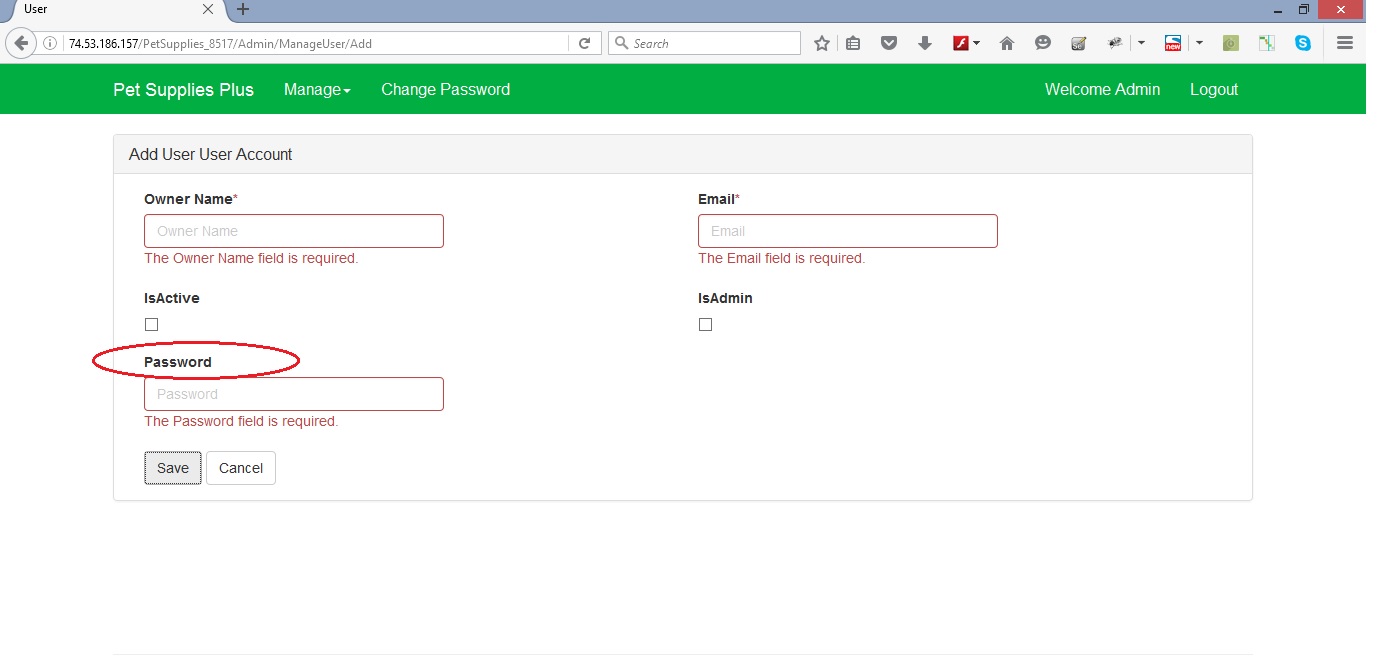 User
74.53.186.157/PetSupplies_8517/Admin/ManageUser/Add
Search
Pet Supplies Plus Manage Change Password Welcome Admin Logout
Add User User Account
Owner Name* Email*
Owner Name Email
The Owner Name field is required. The Email field is required.
IsActive IsAdmin
Password
Password
The Password field is required.
Save Cancel